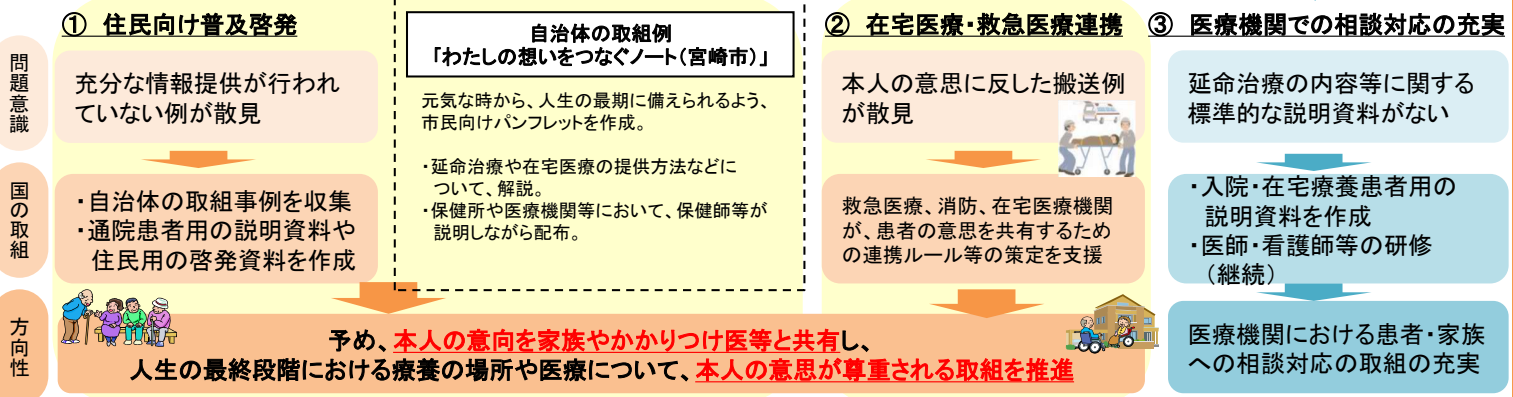 ① 住民向け普及啓発
自治体の取組例
「わたしの想いをつなぐノート(宮崎市)」
② 在宅医療・救急医療連携
③ 医療機関での相談対応の充実
問題意識
充分な情報提供が行われ
ていない例が散見
元気な時から、人生の最期に備えられるよう、
市民向けパンフレットを作成。
・延命治療や在宅医療の提供方法などに
ついて、解説。
・保健所や医療機関等において、保健師等が
説明しながら配布。
本人の意思に反した搬送例
が散見
延命治療の内容等に関する
標準的な説明資料がない
国の取組
・自治体の取組事例を収集
・通院患者用の説明資料や
住民用の啓発資料を作成
救急医療、消防、在宅医療機関
が、患者の意思を共有するため
の連携ルール等の策定を支援
・入院・在宅療養患者用の
説明資料を作成
・医師・看護師等の研修
(継続)
方向性
予め、本人の意向を家族やかかりつけ医等と共有し、
人生の最終段階における療養の場所や医療について、本人の意思が尊重される取組を推進
医療機関における患者・家族
への相談対応の取組の充実